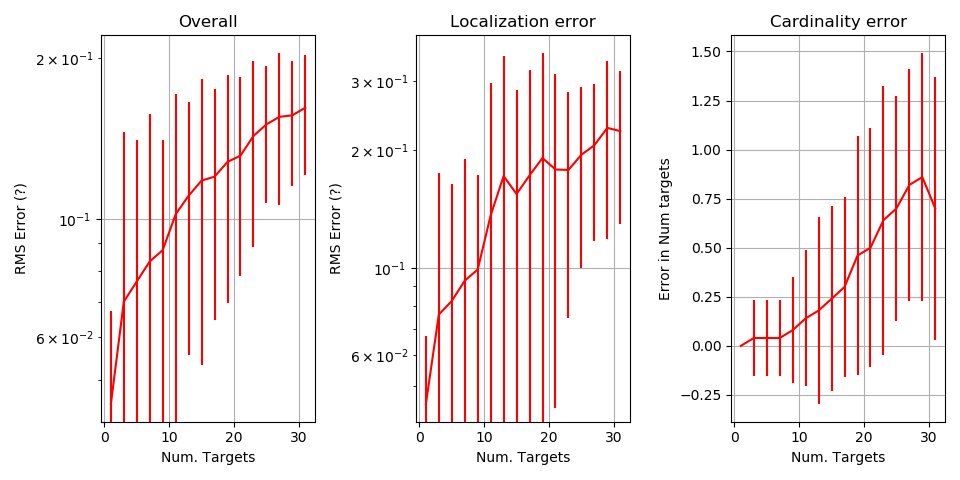 Overall
Localization error
Cardinality error
2 × 10⁻¹
10⁻¹
6 × 10⁻²
RMS Error (?)
0 10 20 30
Num. Targets
3 × 10⁻¹
2 × 10⁻¹
10⁻¹
6 × 10⁻²
RMS Error (?)
0 10 20 30
Num. Targets
1.50
1.25
1.00
0.75
0.50
0.25
0.00
−0.25
Error in Num targets
0 10 20 30
Num. Targets